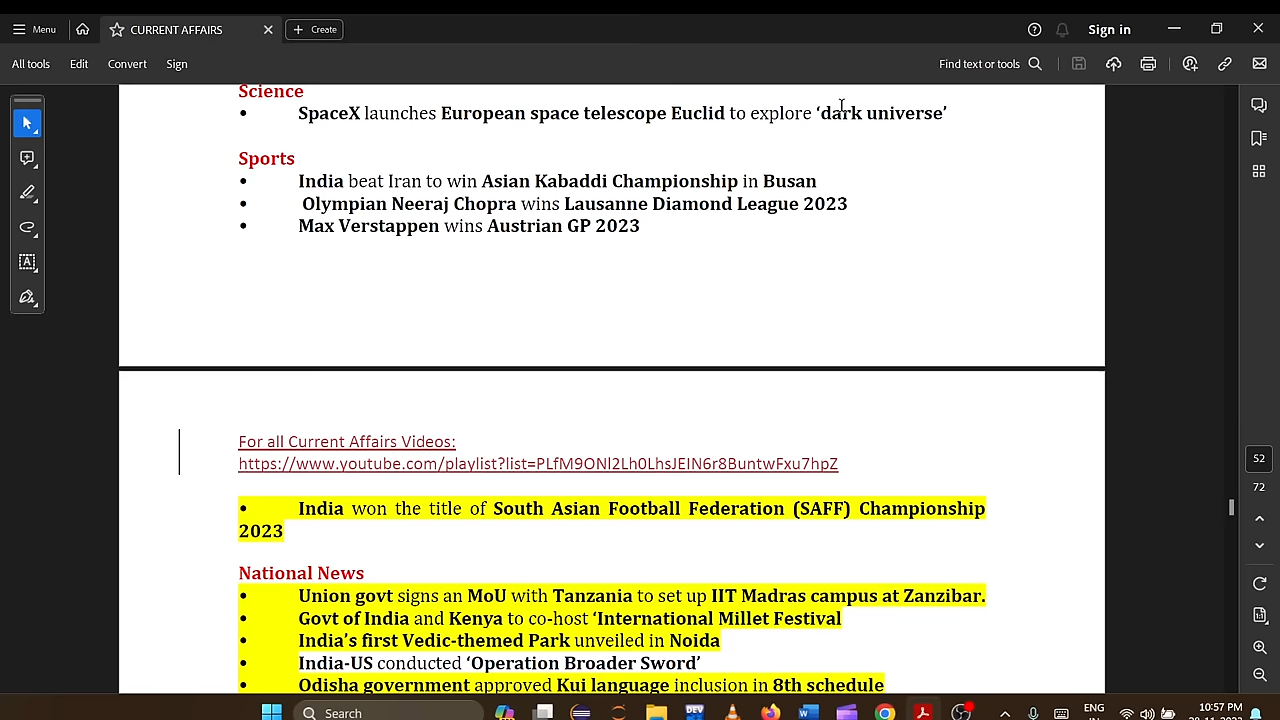 Menu
CURRENT AFFAIRS
Create
Sign in
All tools
Edit
Convert
Sign
Find text or tools
Science
• SpaceX launches European space telescope Euclid to explore ‘dark universe’
Sports
• India beat Iran to win Asian Kabaddi Championship in Busan
• Olympian Neeraj Chopra wins Lausanne Diamond League 2023
• Max Verstappen wins Austrian GP 2023
For all Current Affairs Videos:
https://www.youtube.com/playlist?list=PLfM9ONl2Lh0LhsJEIN6r8BuntwFxu7hpZ
• India won the title of South Asian Football Federation (SAFF) Championship
2023
National News
• Union govt signs an MoU with Tanzania to set up IIT Madras campus at Zanzibar.
• Govt of India and Kenya to co-host ‘International Millet Festival
• India’s first Vedic-themed Park unveiled in Noida
• India-US conducted ‘Operation Broader Sword’
• Odisha government approved Kui language inclusion in 8th schedule
52
72
Search
DEV
ENG
10:57 PM